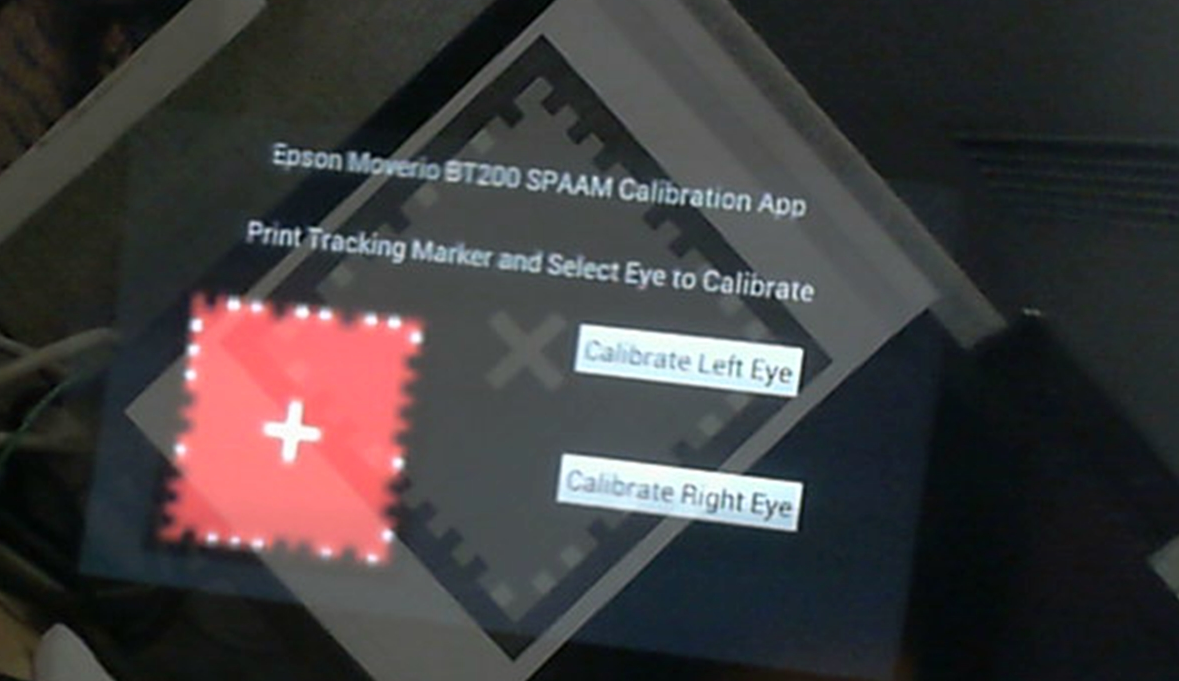 Epson Moverio BT200 SPAAM Calibration App
Print Tracking Marker and Select Eye to Calibrate
Calibrate Left Eye
Calibrate Right Eye